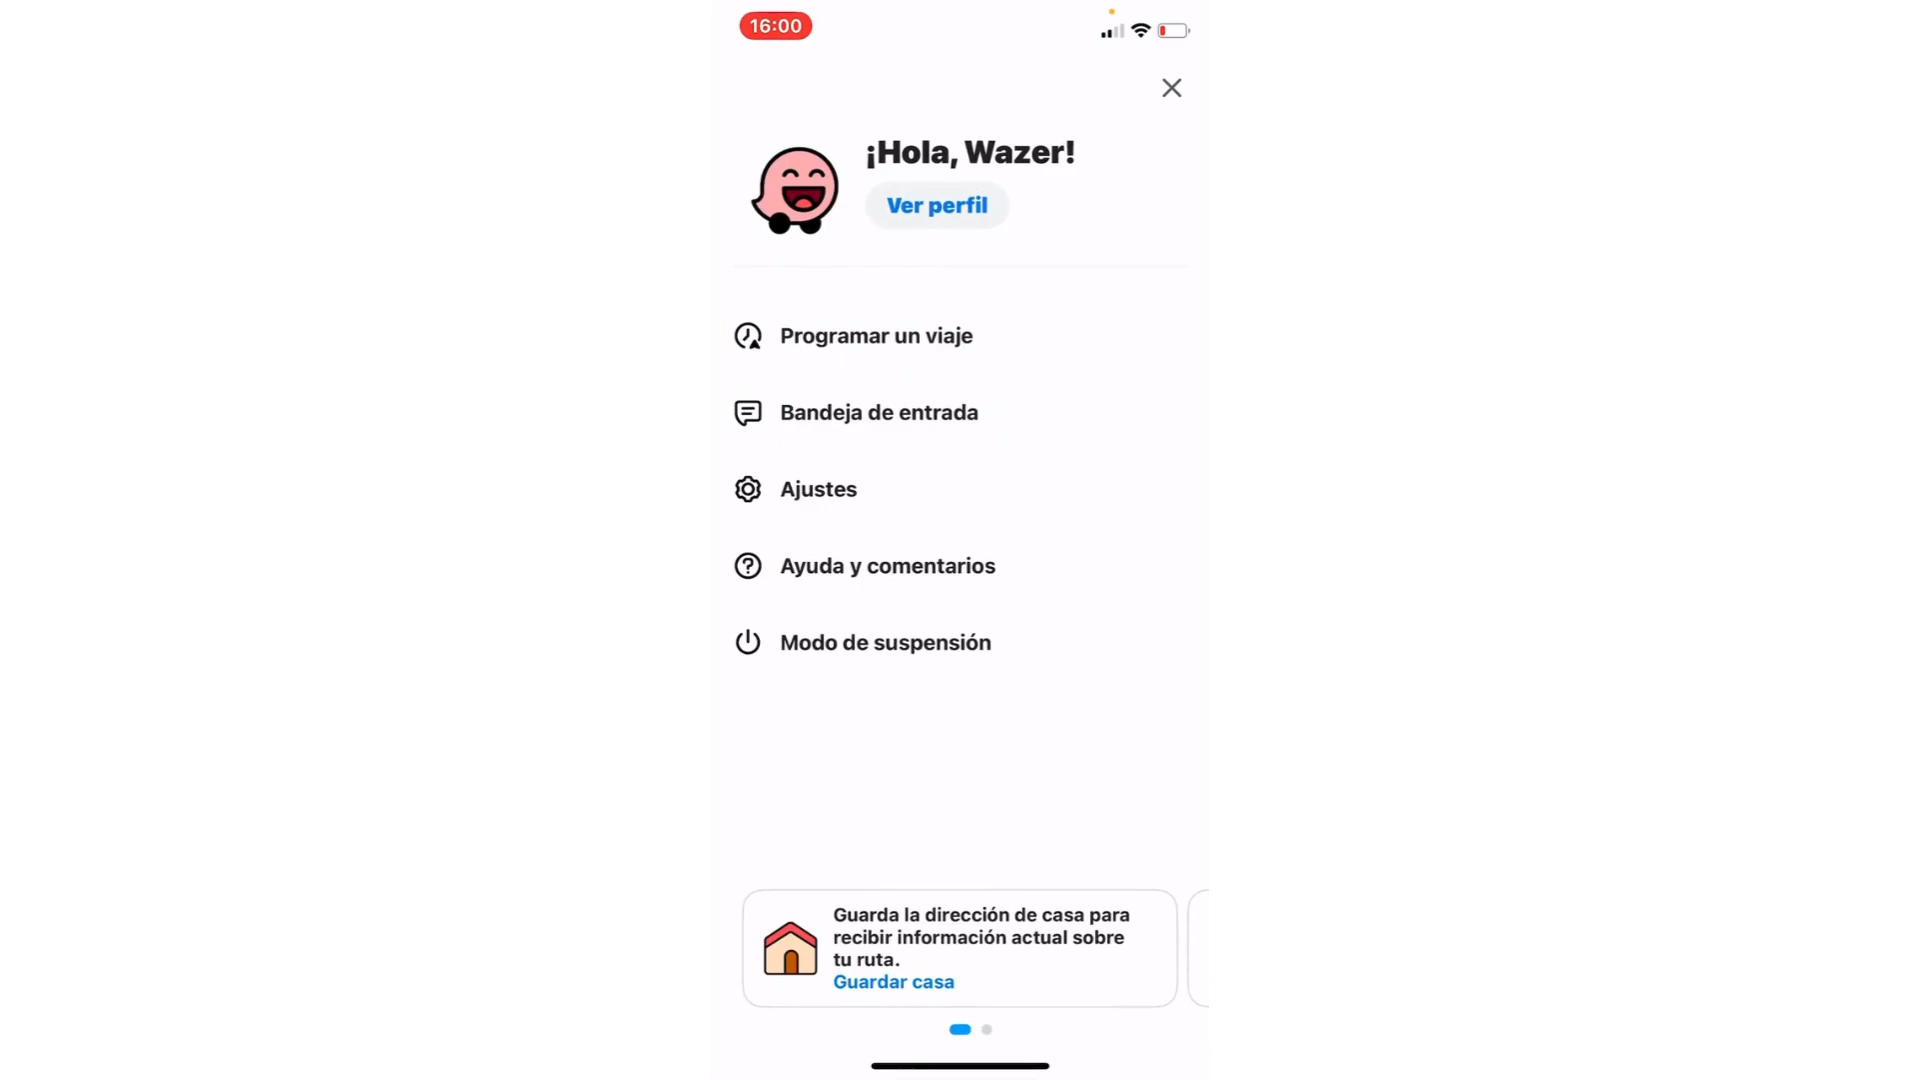 16:00
¡Hola, Wazer!
Ver perfil
Programar un viaje
Bandeja de entrada
Ajustes
Ayuda y comentarios
Modo de suspensión
Guarda la dirección de casa para
recibir información actual sobre
tu ruta.
Guardar casa